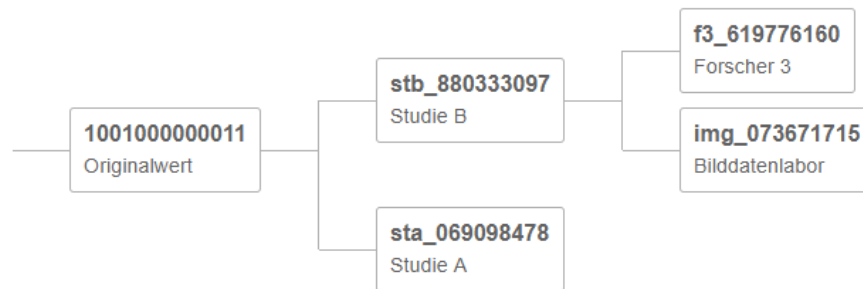 f3_619776160
Forscher 3
stb_880333097
Studie B
1001000000011
Originalwert
img_073671715
Bilddatenlabor
sta_069098478
Studie A